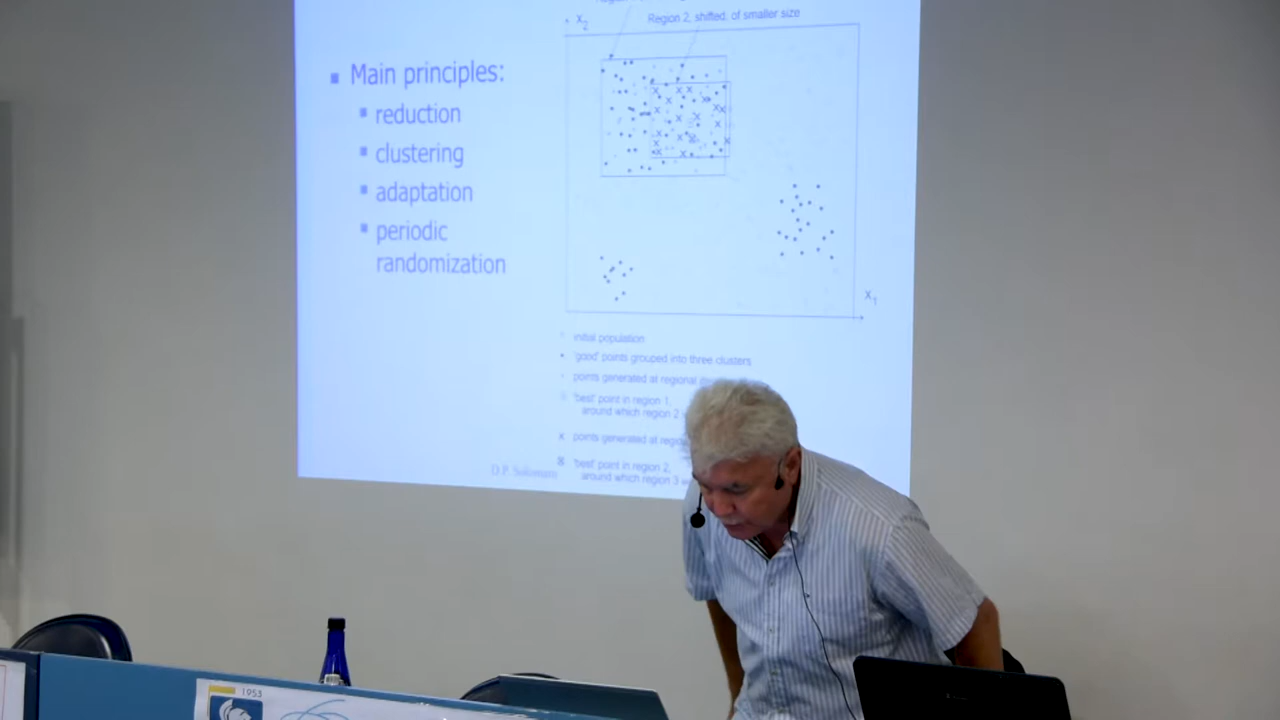 Region 2, shifted, of smaller size
X2
Main principles:
reduction
clustering
adaptation
periodic
randomization
X1
initial population
'good' points grouped into three clusters
points generated at regional
'best' point in region 1,
around which region 2
x points generated at
'best' point in region 2,
around which region 3
D.P. Solomatine
1953